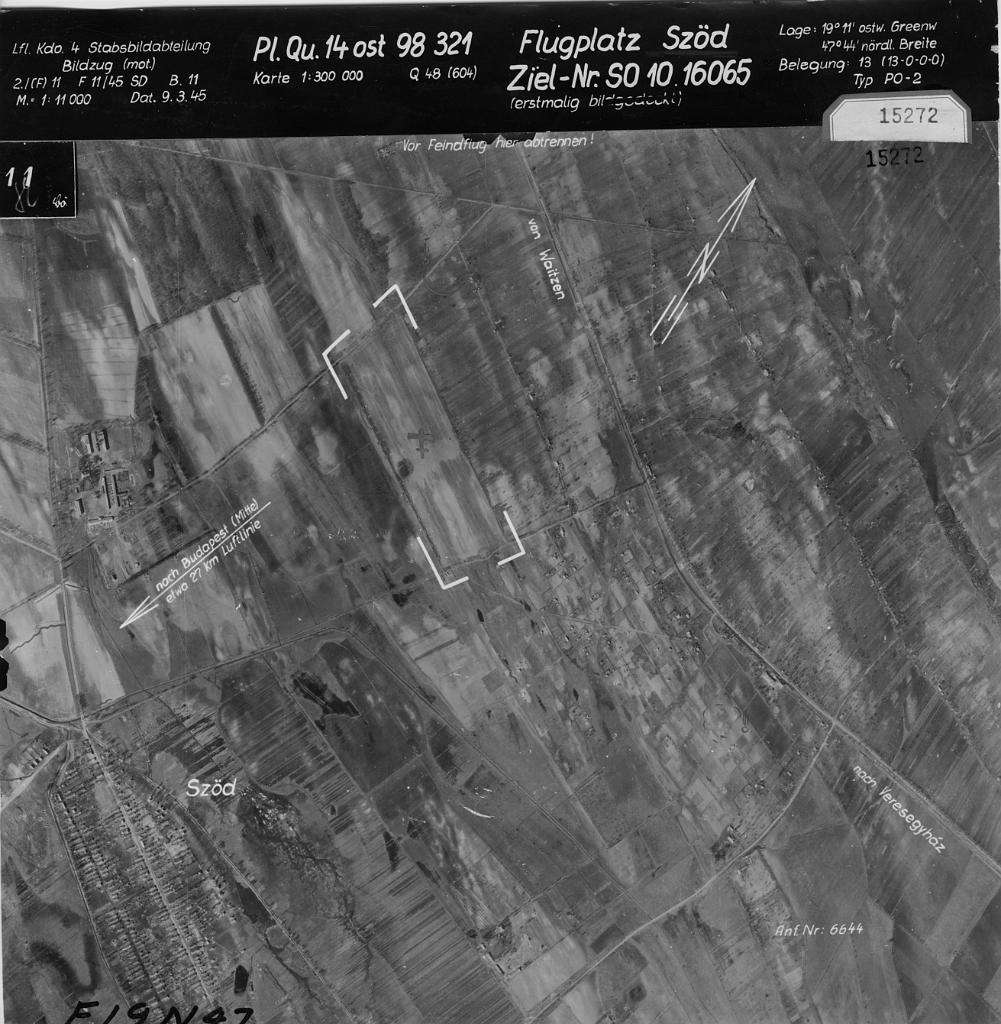 Lfl. Kdo. 4 Stabsbildabteilung
Bildzug (mot.)
2./(F) 11 F 11/45 SD B. 11
M.= 1:11 000 Dat. 9.3.45
Pl. Qu. 14 ost 98 321
Karte 1:300 000 Q 48 (604)
Flugplatz Szöd
Ziel-Nr. SO 10.16065
(erstmalig bildgedeckt)
Lage: 19° 11' ostw. Greenw
47° 44' nördl. Breite
Belegung: 13 (13-0-0-0)
Typ PO-2
15272
15272
Vor Feindflug hier abtrennen!
11
von Waitzen
N
nach Budapest (Mitte)
etwa 27 km Luftlinie
Szöd
nach Veresegyház
Anf. Nr: 6644
F19N47